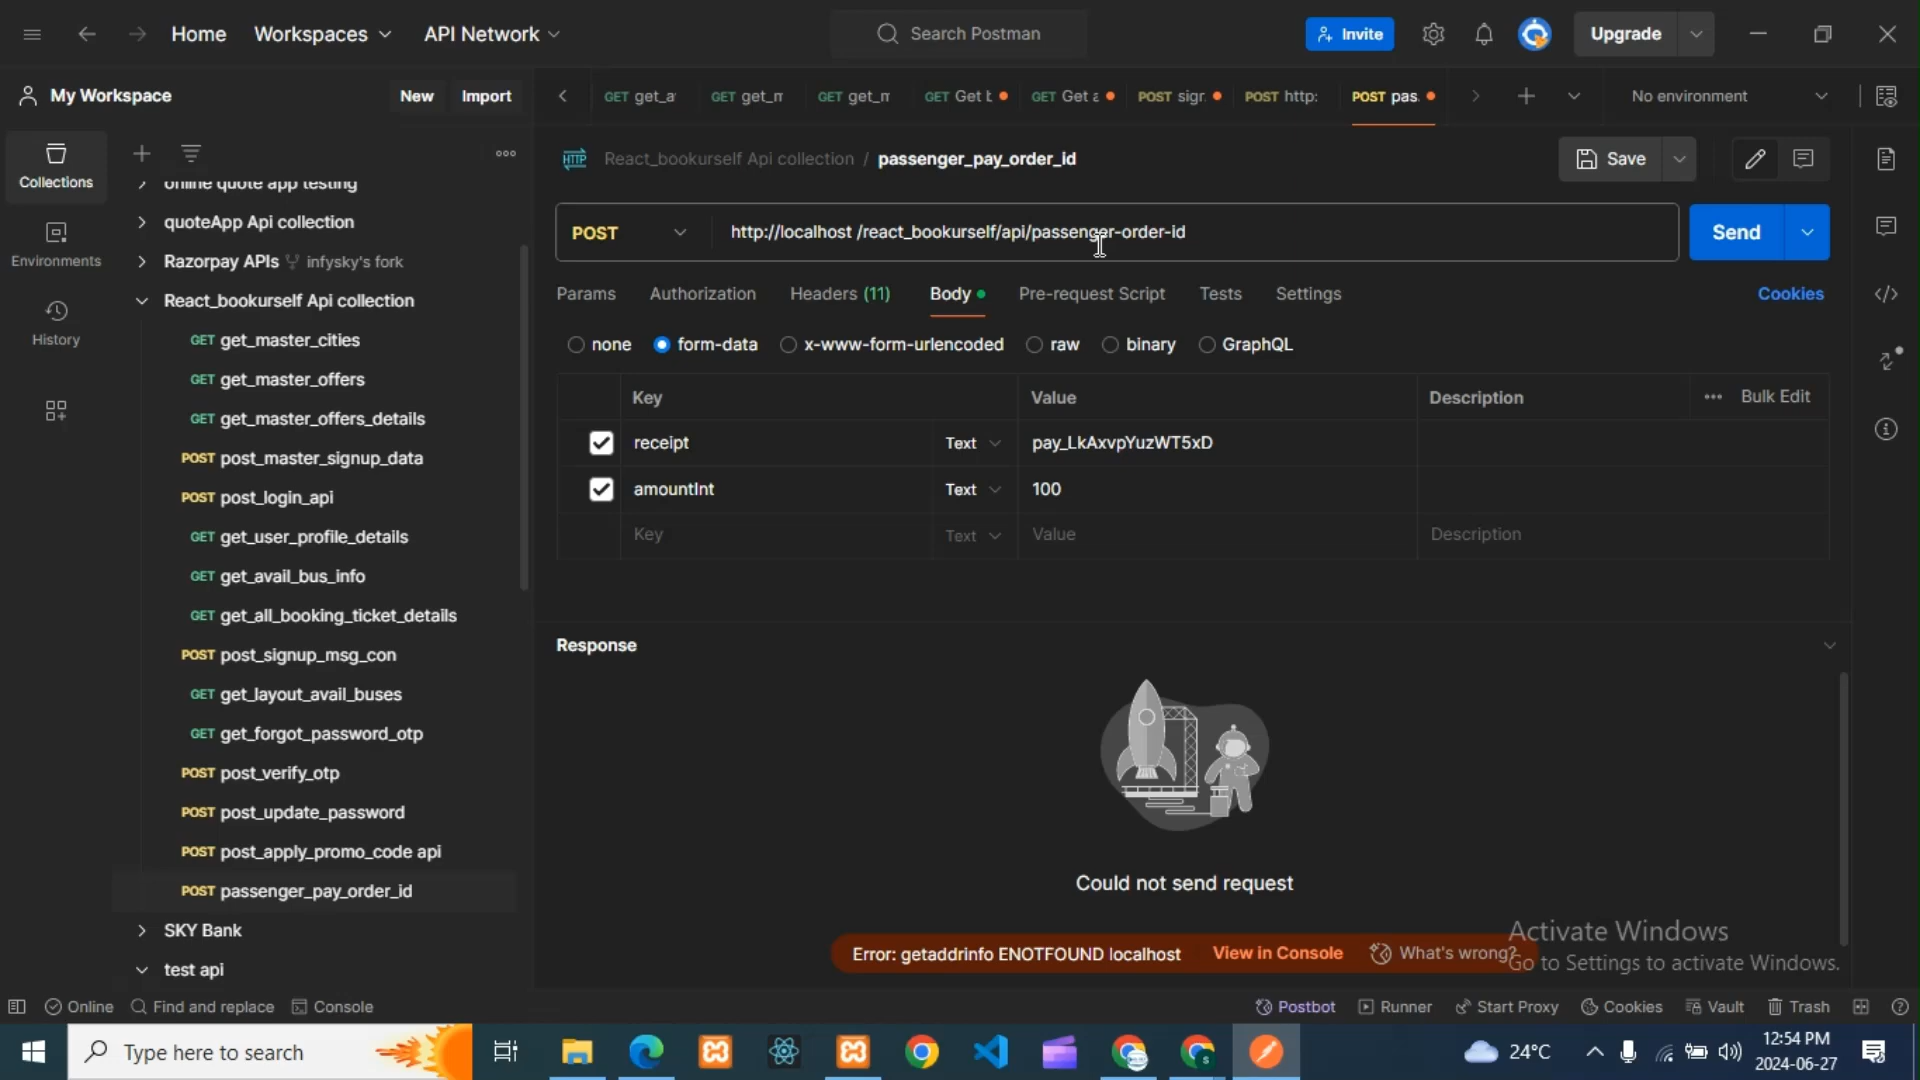 Home
Workspaces
API Network
Search Postman
Invite
Upgrade
My Workspace
New
Import
GET get_a
GET get_m
GET get_m
GET Get b
GET Get a
POST sigr
POST http:
POST pas.
No environment
Collections
Environments
History
online quote app testing
quoteApp Api collection
Razorpay APIs infysky's fork
React_bookurself Api collection
GET get_master_cities
GET get_master_offers
GET get_master_offers_details
POST post_master_signup_data
POST post_login_api
GET get_user_profile_details
GET get_avail_bus_info
GET get_all_booking_ticket_details
POST post_signup_msg_con
GET get_layout_avail_buses
GET get_forgot_password_otp
POST post_verify_otp
POST post_update_password
POST post_apply_promo_code api
POST passenger_pay_order_id
SKY Bank
test api
HTTP React_bookurself Api collection / passenger_pay_order_id
Save
POST http://localhost /react_bookurself/api/passenger-order-id
Send
Params Authorization Headers (11) Body Pre-request Script Tests Settings Cookies
none form-data x-www-form-urlencoded raw binary GraphQL
Key Value Description Bulk Edit
receipt Text pay_LkAxvpYuzWT5xD
amountInt Text 100
Key Text Value Description
Response
Could not send request
Error: getaddrinfo ENOTFOUND localhost View in Console What's wrong?
Activate Windows
Go to Settings to activate Windows.
Online Find and replace Console Postbot Runner Start Proxy Cookies Vault Trash
Type here to search
24°C
12:54 PM
2024-06-27